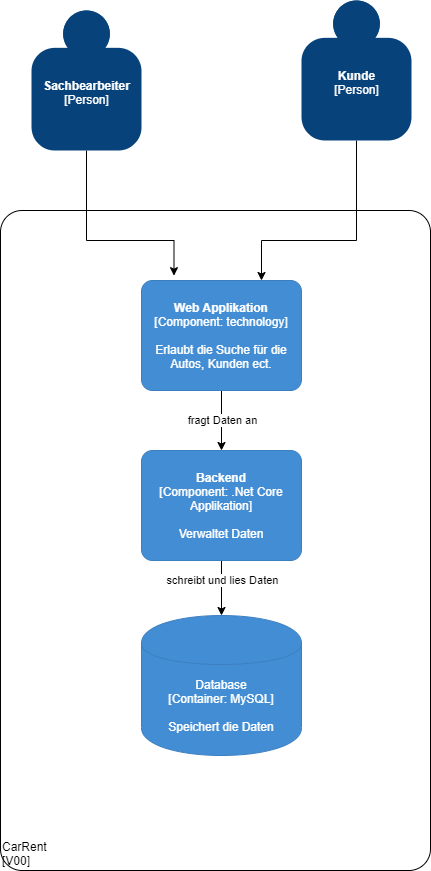 Sachbearbeiter
[Person]
Kunde
[Person]
Web Applikation
[Component: technology]
Erlaubt die Suche für die
Autos, Kunden ect.
fragt Daten an
Backend
[Component: .Net Core
Applikation]
Verwaltet Daten
schreibt und lies Daten
Database
[Container: MySQL]
Speichert die Daten
CarRent
[V00]